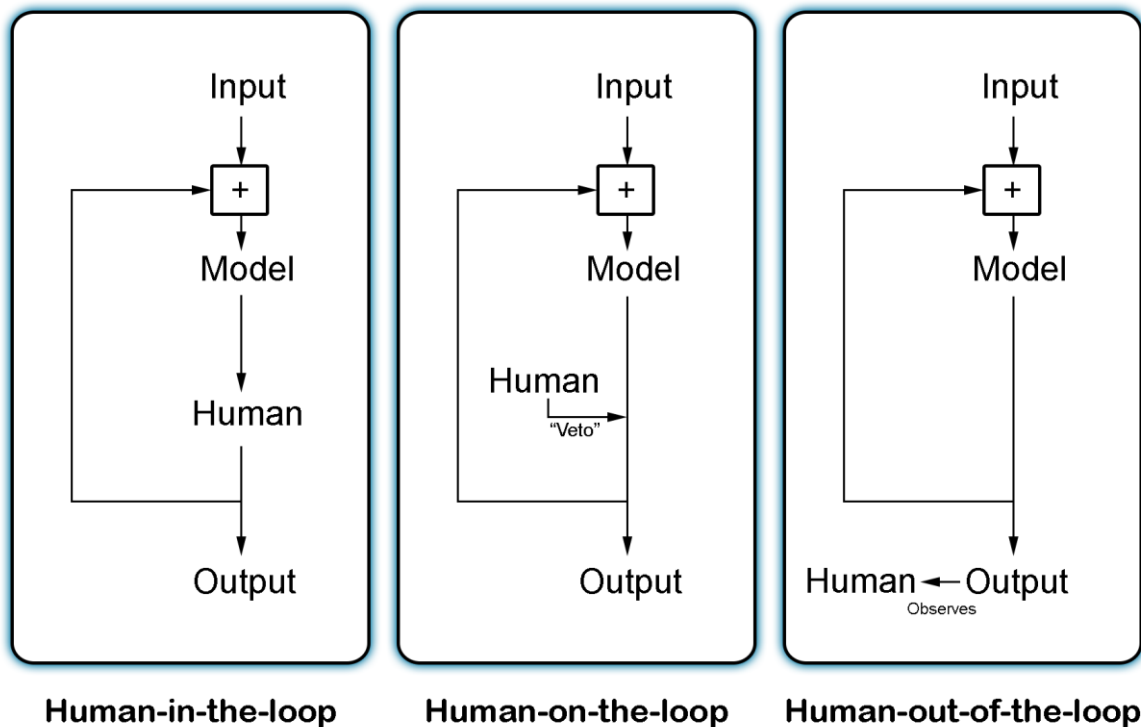 Input
+
Model
Human
Output
Human-in-the-loop
Input
+
Model
Human
“Veto”
Output
Human-on-the-loop
Input
+
Model
Human
Output
Observes
Human-out-of-the-loop